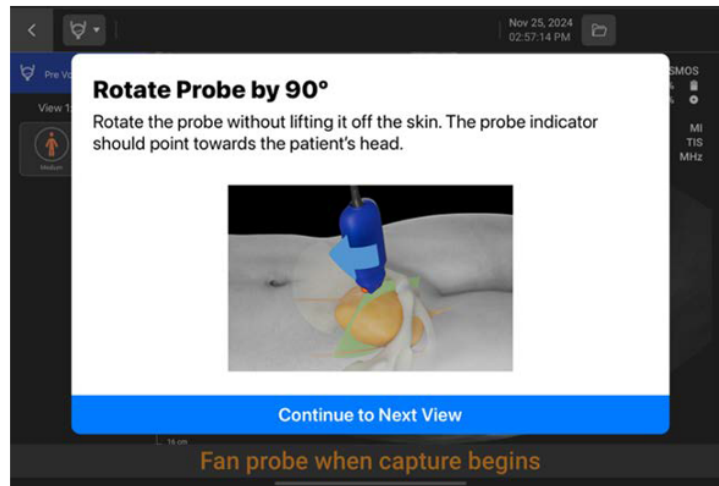 Nov 25, 2024
02:57:14 PM
Pre Vo
SMOS
%
%
View 1:
Medium
MI
TIS
MHz
Rotate Probe by 90°
Rotate the probe without lifting it off the skin. The probe indicator
should point towards the patient's head.
Continue to Next View
16 cm
Fan probe when capture begins